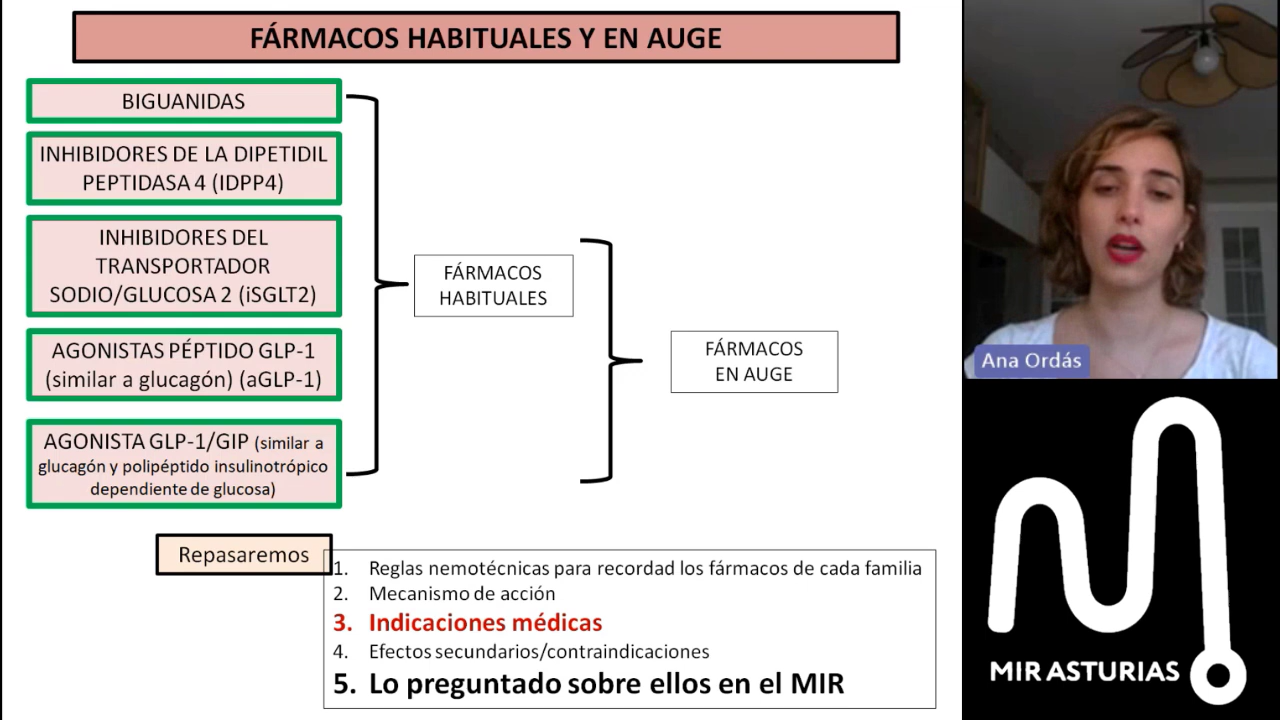 FÁRMACOS HABITUALES Y EN AUGE
BIGUANIDAS
INHIBIDORES DE LA DIPETIDIL
PEPTIDASA 4 (IDPP4)
INHIBIDORES DEL
TRANSPORTADOR
SODIO/GLUCOSA 2 (iSGLT2)
AGONISTAS PÉPTIDO GLP-1
(similar a glucagón) (aGLP-1)
AGONISTA GLP-1/GIP (similar a
glucagón y polipéptido insulinotrópico
dependiente de glucosa)
FÁRMACOS
HABITUALES
FÁRMACOS
EN AUGE
Repasaremos
1. Reglas nemotécnicas para recordad los fármacos de cada familia
2. Mecanismo de acción
3. Indicaciones médicas
4. Efectos secundarios/contraindicaciones
5. Lo preguntado sobre ellos en el MIR
Ana Ordás
MIR ASTURIAS